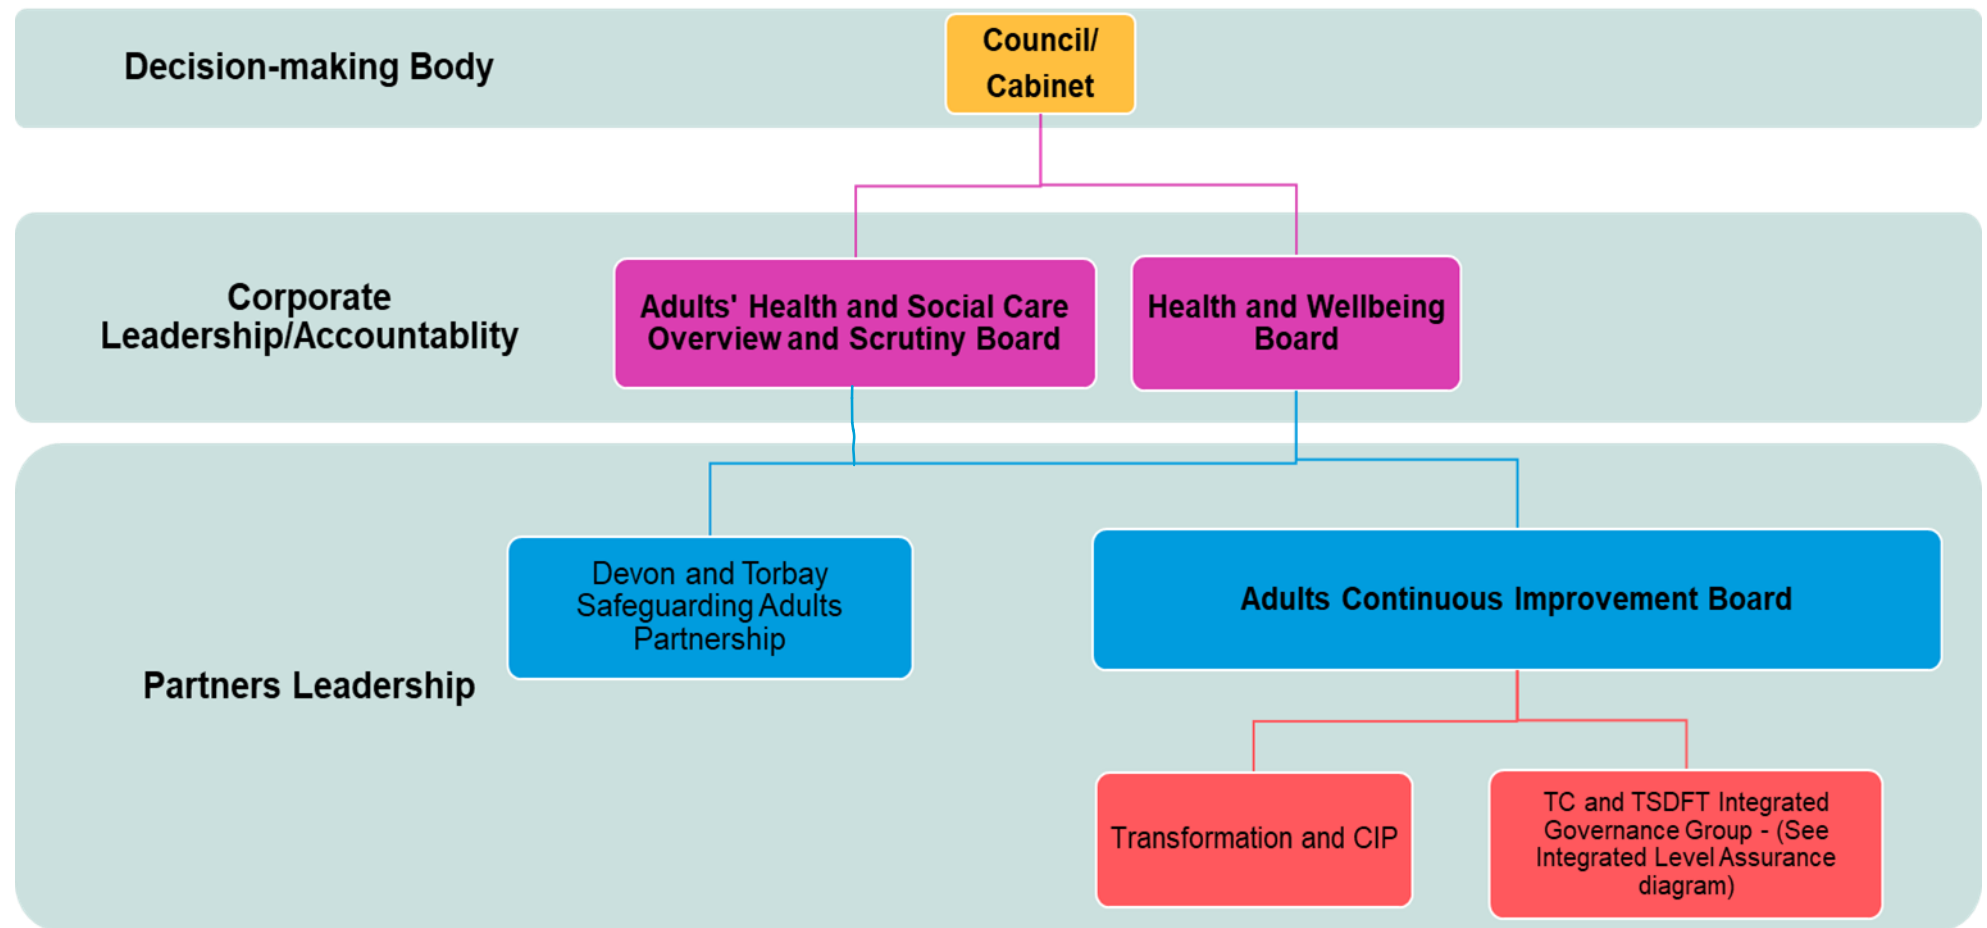 Decision-making Body
Council/
Cabinet
Corporate
Leadership/Accountablity
Adults' Health and Social Care
Overview and Scrutiny Board
Health and Wellbeing
Board
Partners Leadership
Devon and Torbay
Safeguarding Adults
Partnership
Adults Continuous Improvement Board
Transformation and CIP
TC and TSDFT Integrated
Governance Group - (See
Integrated Level Assurance
diagram)